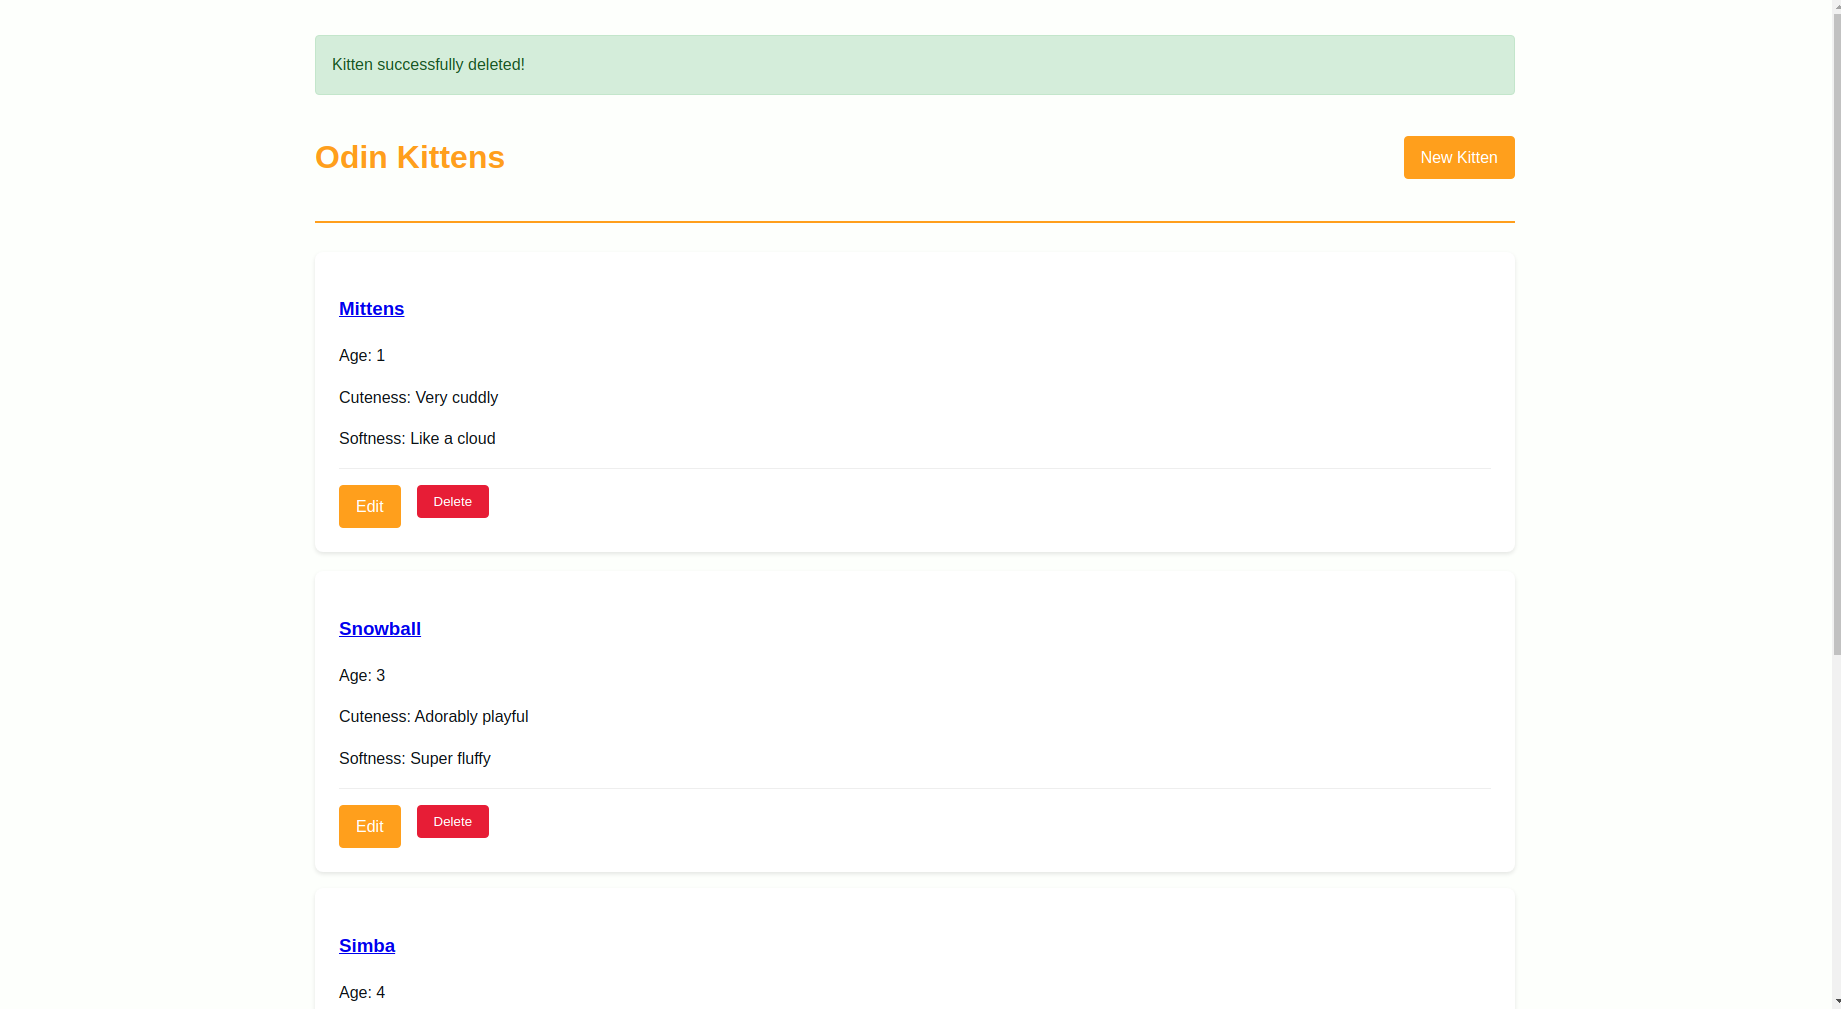 Kitten successfully deleted!
Odin Kittens
New Kitten
Mittens
Age: 1
Cuteness: Very cuddly
Softness: Like a cloud
Edit Delete
Snowball
Age: 3
Cuteness: Adorably playful
Softness: Super fluffy
Edit Delete
Simba
Age: 4